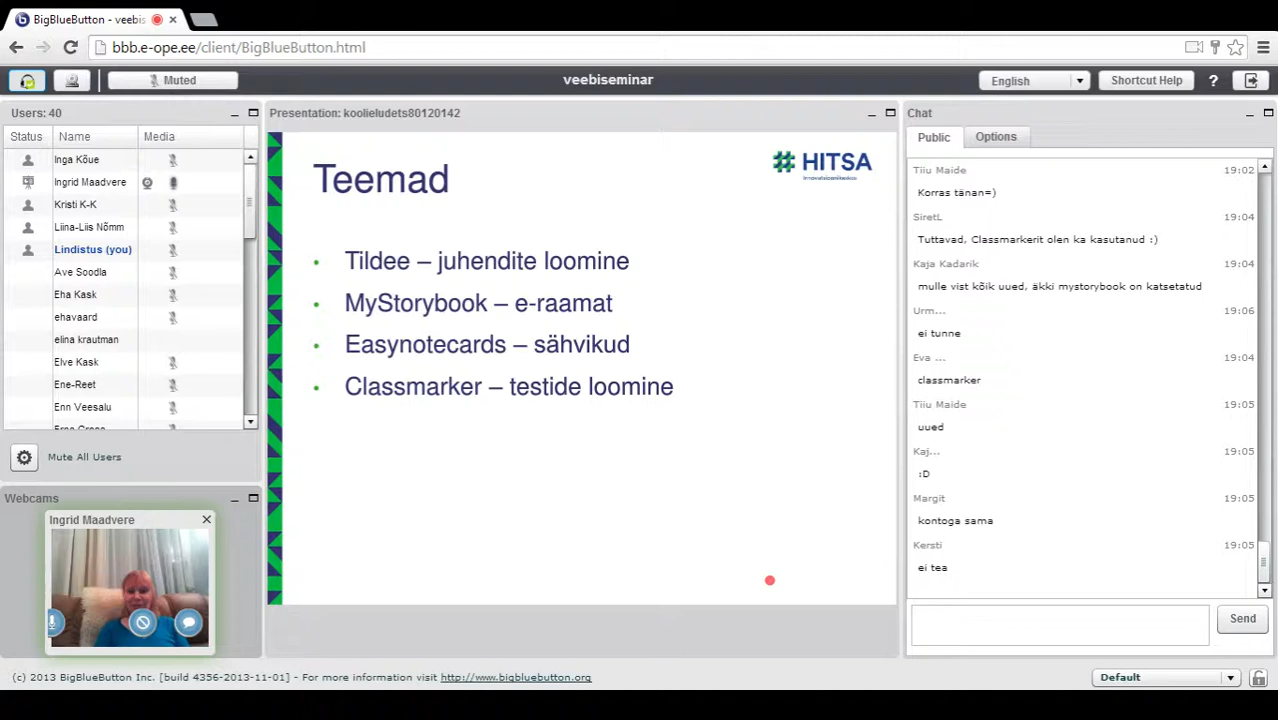 BigBlueButton - veebis
bbb.e-ope.ee/client/BigBlueButton.html
Muted
veebiseminar
English
Shortcut Help
?
Users: 40
Status Name Media
Inga Kõue
Ingrid Maadvere
Kristi K-K
Liina-Liis Nõmm
Lindistus (you)
Ave Soodla
Eha Kask
ehavaard
elina krautman
Elve Kask
Ene-Reet
Enn Veesalu
Mute All Users
Webcams
Ingrid Maadvere
Presentation: koolieludets80120142
HITSA
Teemad
• Tildee – juhendite loomine
• MyStorybook – e-raamat
• Easynotecards – sähvikud
• Classmarker – testide loomine
Chat
Public Options
Tiiu Maide 19:02
Korras tänan=)
SiretL 19:04
Tuttavad, Classmarkerit olen ka kasutanud :)
Kaja Kadarik 19:04
mulle vist kõik uued, äkki mystorybook on katsetatud
Urm... 19:06
ei tunne
Eva ... 19:04
classmarker
Tiiu Maide 19:05
uued
Kaj... 19:05
:D
Margit 19:05
kontoga sama
Kersti 19:05
ei tea
Send
(c) 2013 BigBlueButton Inc. [build 4356-2013-11-01] - For more information visit http://www.bigbluebutton.org
Default